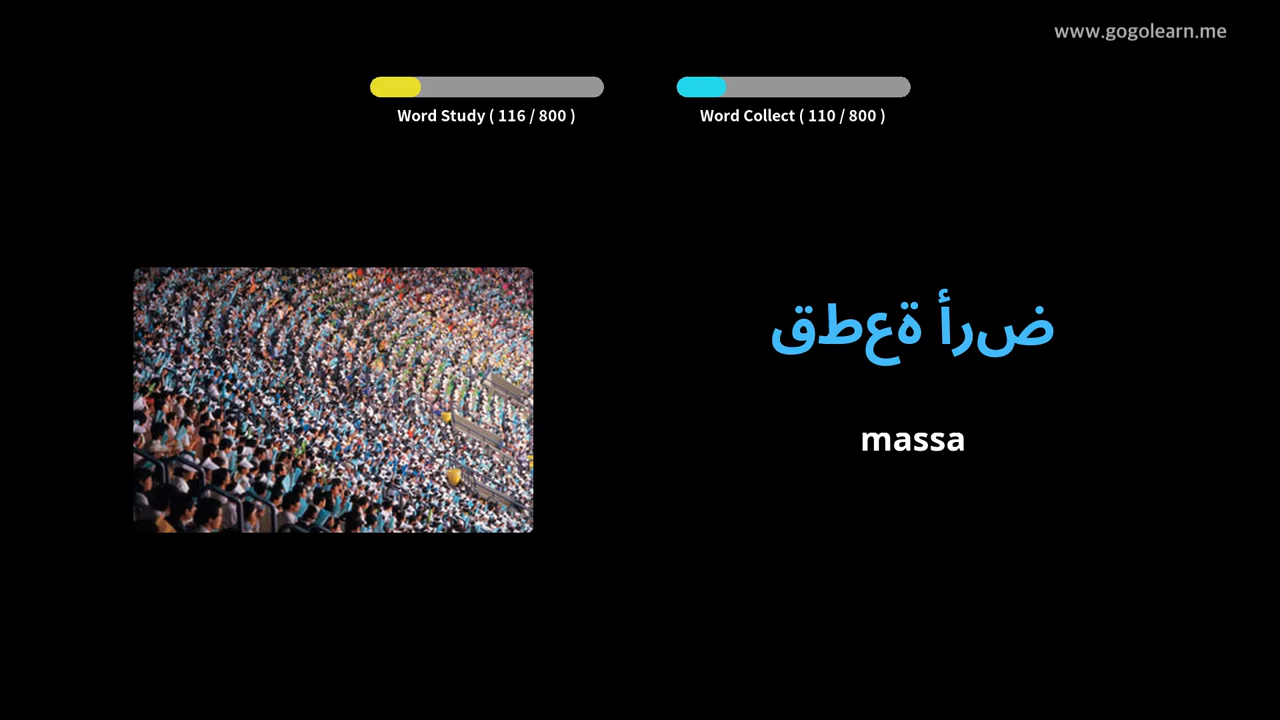 www.gogolearn.me
Word Study ( 116 / 800 )
Word Collect ( 110 / 800 )
قطعة أرض
massa